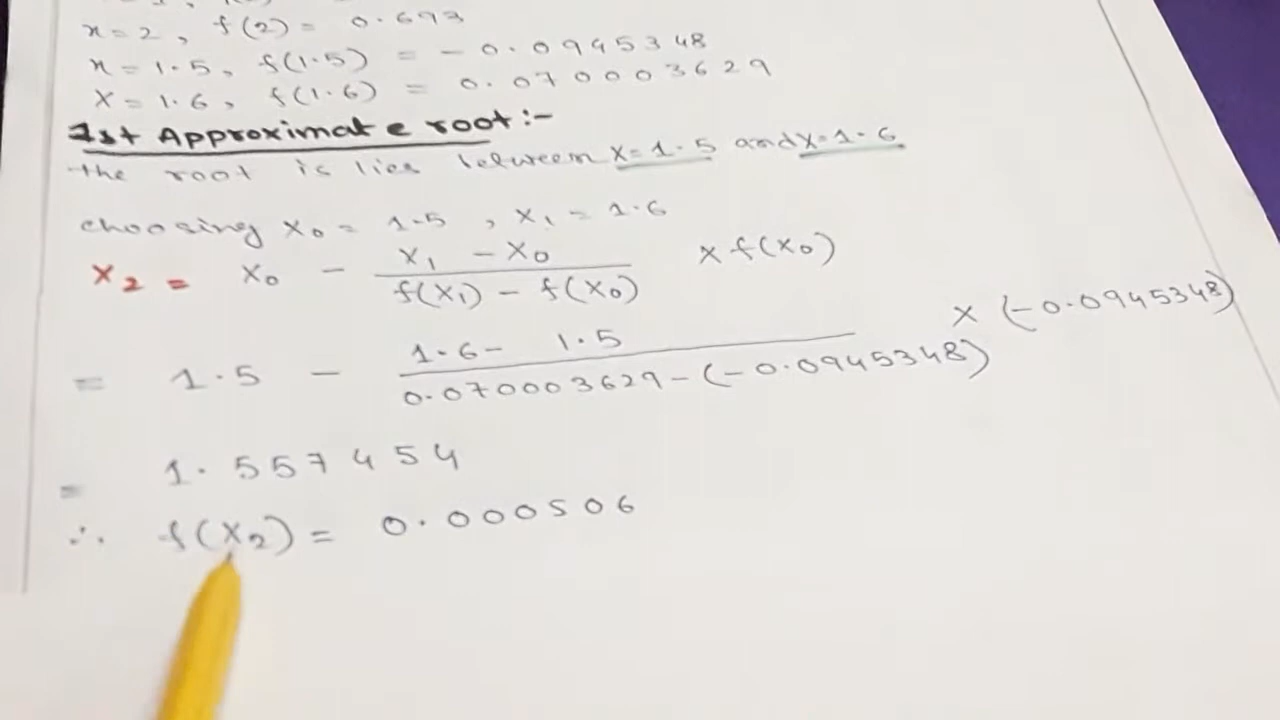 x = 2 , f(2) = 0.693
x = 1.5, f(1.5) = - 0.0945348
X = 1.6, f(1.6) = 0.070003629
1st Approximate root:-
the root is lies between x=1.5 and x=1.6
choosing x₀ = 1.5 , x₁ = 1.6
x₂ = x₀ - (x₁ - x₀) / (f(x₁) - f(x₀)) × f(x₀)
= 1.5 - (1.6 - 1.5) / (0.070003629 - (-0.0945348)) × (-0.0945348)
= 1.557454
∴ f(x₂) = 0.000506